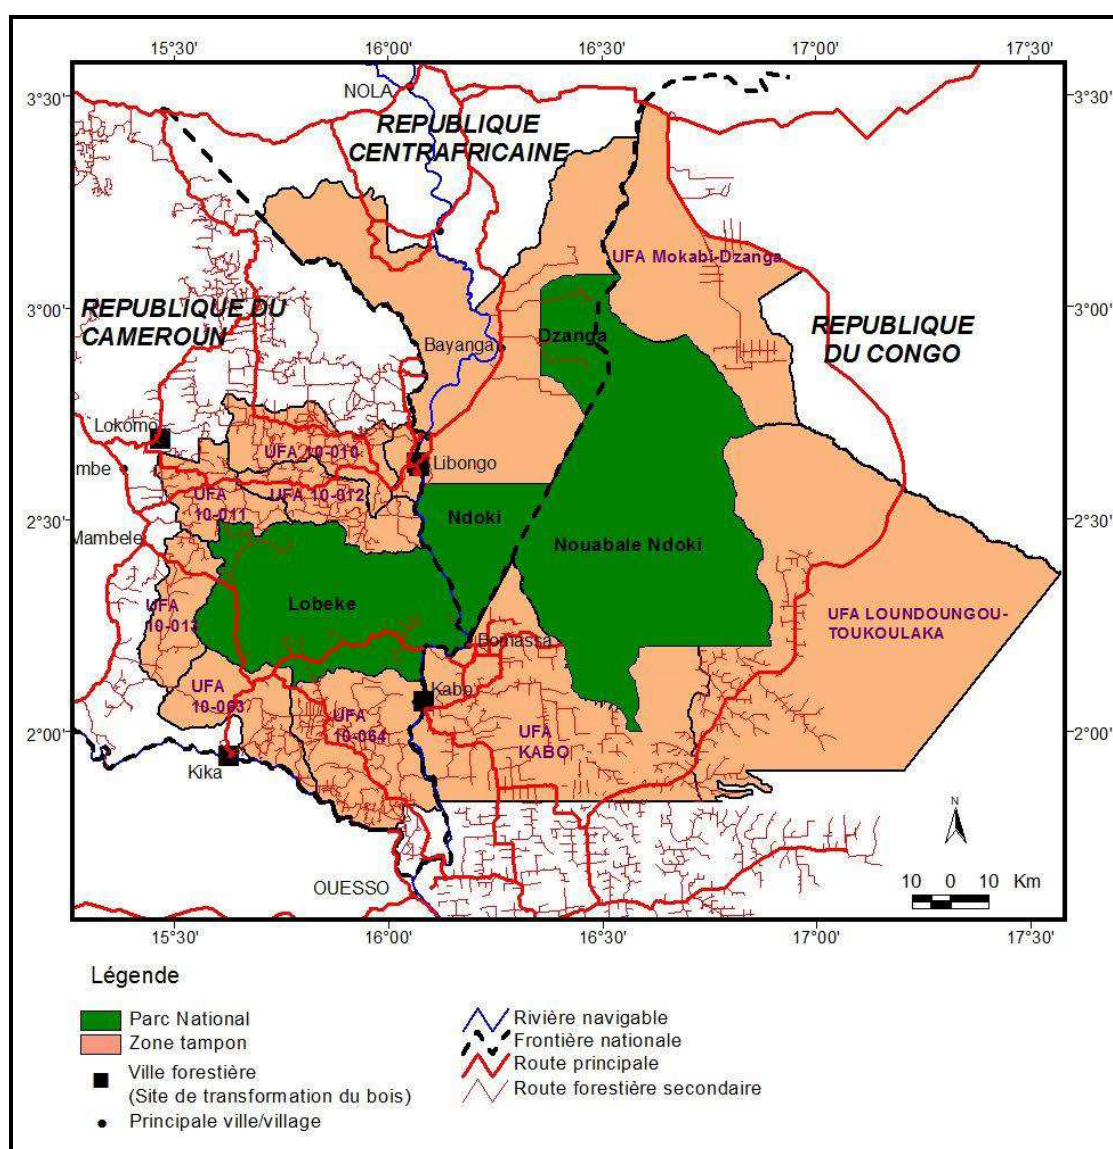 15°30' 16°00' 16°30' 17°00' 17°30'
3°30' 3°30'
NOLA
REPUBLIQUE
CENTRAFRICAINE
UFA Mokabi-Dzanga
3°00' 3°00'
REPUBLIQUE DU
CAMEROUN
REPUBLIQUE
DU CONGO
Dzanga
Bayanga
Lokomo
UFA 10-010
Libongo
mbe
UFA 10-012
UFA
10-011
2°30' 2°30'
Ndoki
Mambele
Nouabale Ndoki
Lobeke
UFA
10-013
UFA LOUNDOUNGOU-
TOUKOULAKA
Bomassa
UFA
10-063
Kabo
UFA
10-064
UFA
KABO
2°00' 2°00'
Kika
N
OUESSO
10 0 10 Km
15°30' 16°00' 16°30' 17°00' 17°30'
Légende
Parc National
Zone tampon
Ville forestière
(Site de transformation du bois)
Principale ville/village
Rivière navigable
Frontière nationale
Route principale
Route forestière secondaire